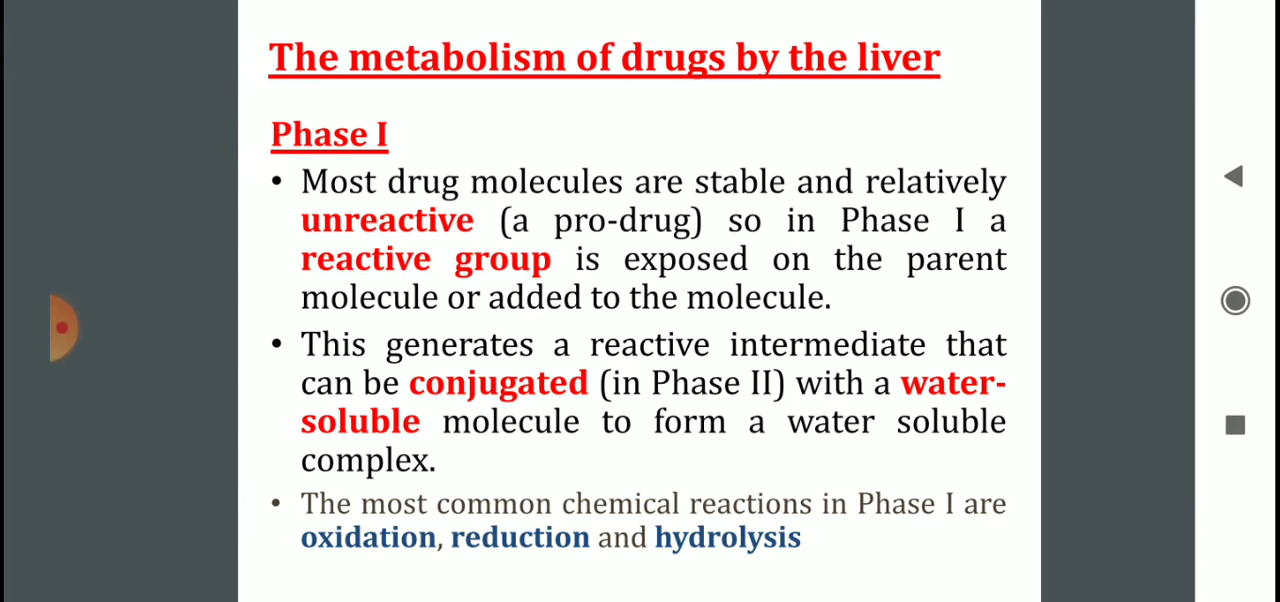 The metabolism of drugs by the liver
Phase I
• Most drug molecules are stable and relatively
unreactive (a pro-drug) so in Phase I a
reactive group is exposed on the parent
molecule or added to the molecule.
• This generates a reactive intermediate that
can be conjugated (in Phase II) with a water-
soluble molecule to form a water soluble
complex.
• The most common chemical reactions in Phase I are
oxidation, reduction and hydrolysis